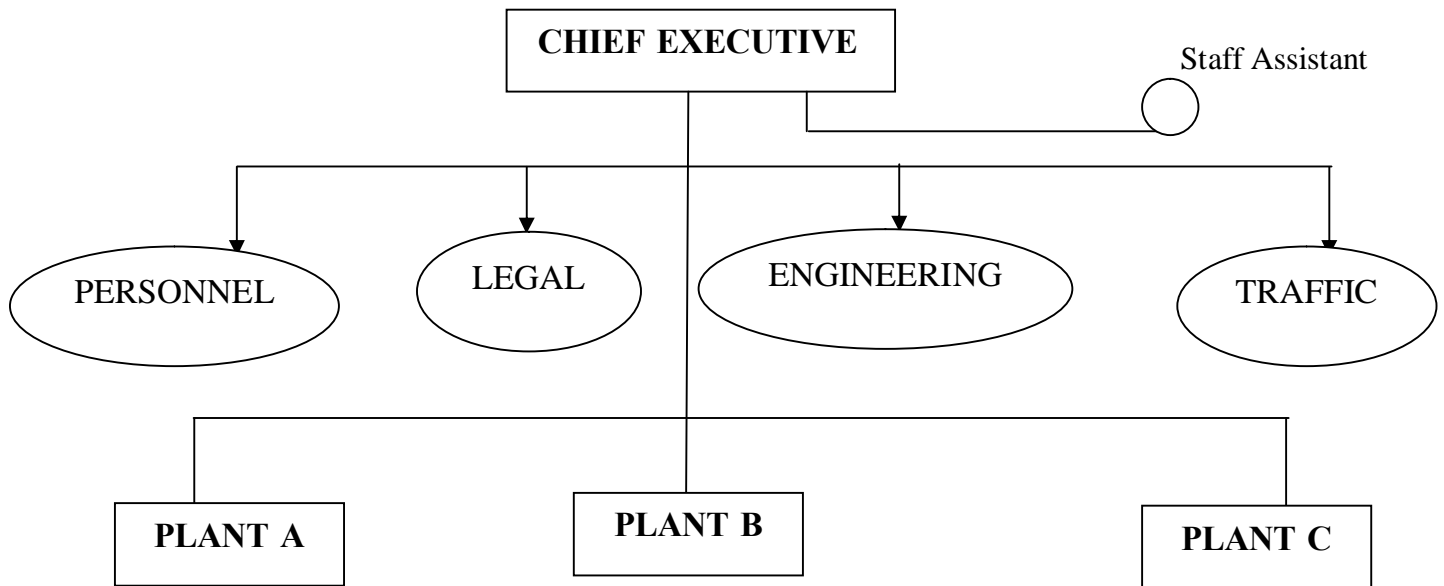 CHIEF EXECUTIVE
Staff Assistant
PERSONNEL
LEGAL
ENGINEERING
TRAFFIC
PLANT A
PLANT B
PLANT C